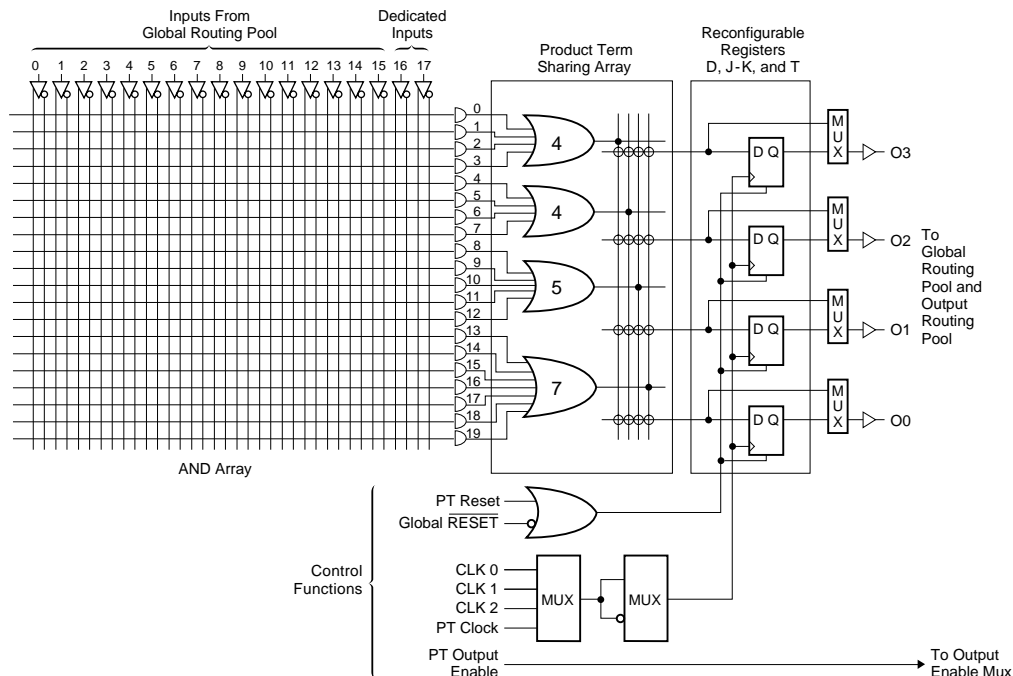 Inputs From
Global Routing Pool
Dedicated
Inputs
0 1 2 3 4 5 6 7 8 9 10 11 12 13 14 15 16 17
Product Term
Sharing Array
Reconfigurable
Registers
D, J-K, and T
0
1
2
3
4
5
6
7
8
9
10
11
12
13
14
15
16
17
18
19
4
4
5
7
D Q
D Q
D Q
D Q
MUX
MUX
MUX
MUX
O3
O2
O1
O0
To
Global
Routing
Pool and
Output
Routing
Pool
AND Array
Control
Functions
PT Reset
Global RESET
CLK 0
CLK 1
CLK 2
PT Clock
MUX
MUX
PT Output
Enable
To Output
Enable Mux